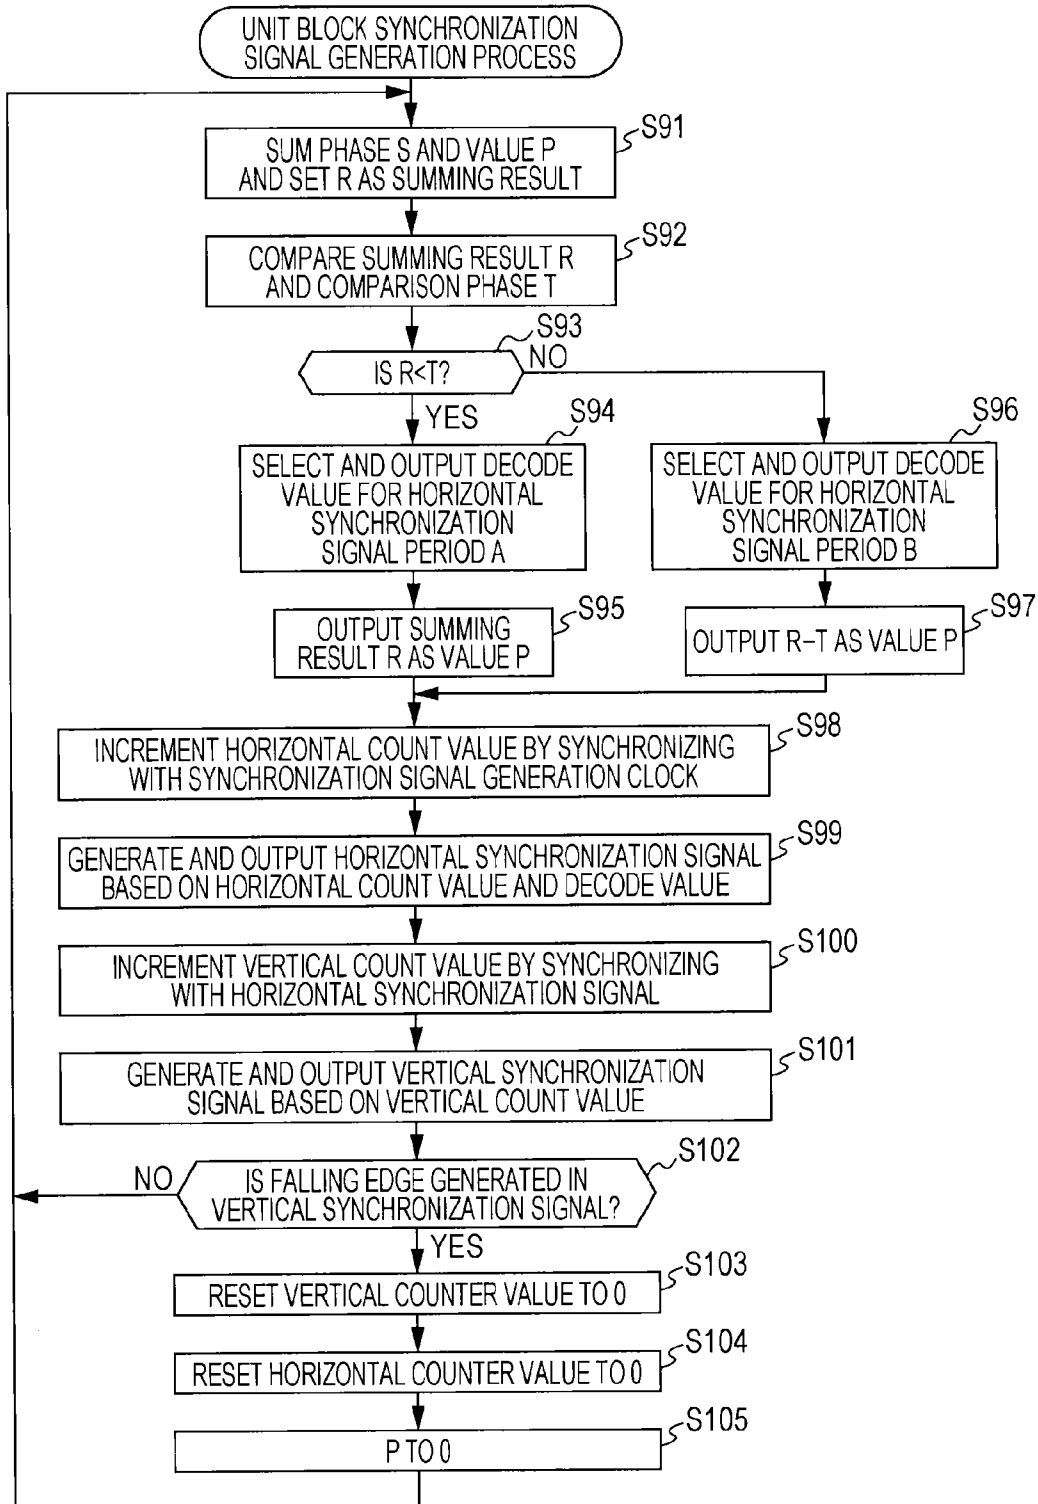 UNIT BLOCK SYNCHRONIZATION
SIGNAL GENERATION PROCESS
S91
SUM PHASE S AND VALUE P
AND SET R AS SUMMING RESULT
S92
COMPARE SUMMING RESULT R
AND COMPARISON PHASE T
S93
IS R<T?
NO
YES
S94
SELECT AND OUTPUT DECODE
VALUE FOR HORIZONTAL
SYNCHRONIZATION
SIGNAL PERIOD A
S96
SELECT AND OUTPUT DECODE
VALUE FOR HORIZONTAL
SYNCHRONIZATION
SIGNAL PERIOD B
S95
OUTPUT SUMMING
RESULT R AS VALUE P
S97
OUTPUT R-T AS VALUE P
S98
INCREMENT HORIZONTAL COUNT VALUE BY SYNCHRONIZING
WITH SYNCHRONIZATION SIGNAL GENERATION CLOCK
S99
GENERATE AND OUTPUT HORIZONTAL SYNCHRONIZATION SIGNAL
BASED ON HORIZONTAL COUNT VALUE AND DECODE VALUE
S100
INCREMENT VERTICAL COUNT VALUE BY SYNCHRONIZING
WITH HORIZONTAL SYNCHRONIZATION SIGNAL
S101
GENERATE AND OUTPUT VERTICAL SYNCHRONIZATION
SIGNAL BASED ON VERTICAL COUNT VALUE
S102
NO
IS FALLING EDGE GENERATED IN
VERTICAL SYNCHRONIZATION SIGNAL?
YES
S103
RESET VERTICAL COUNTER VALUE TO 0
S104
RESET HORIZONTAL COUNTER VALUE TO 0
S105
P TO 0